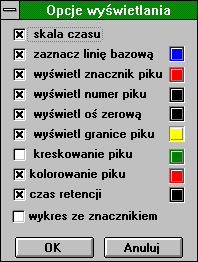 Opcje wyświetlania
skala czasu
zaznacz linię bazową
wyświetl znacznik piku
wyświetl numer piku
wyświetl oś zerową
wyświetl granice piku
kreskowanie piku
kolorowanie piku
czas retencji
wykres ze znacznikiem
OK Anuluj